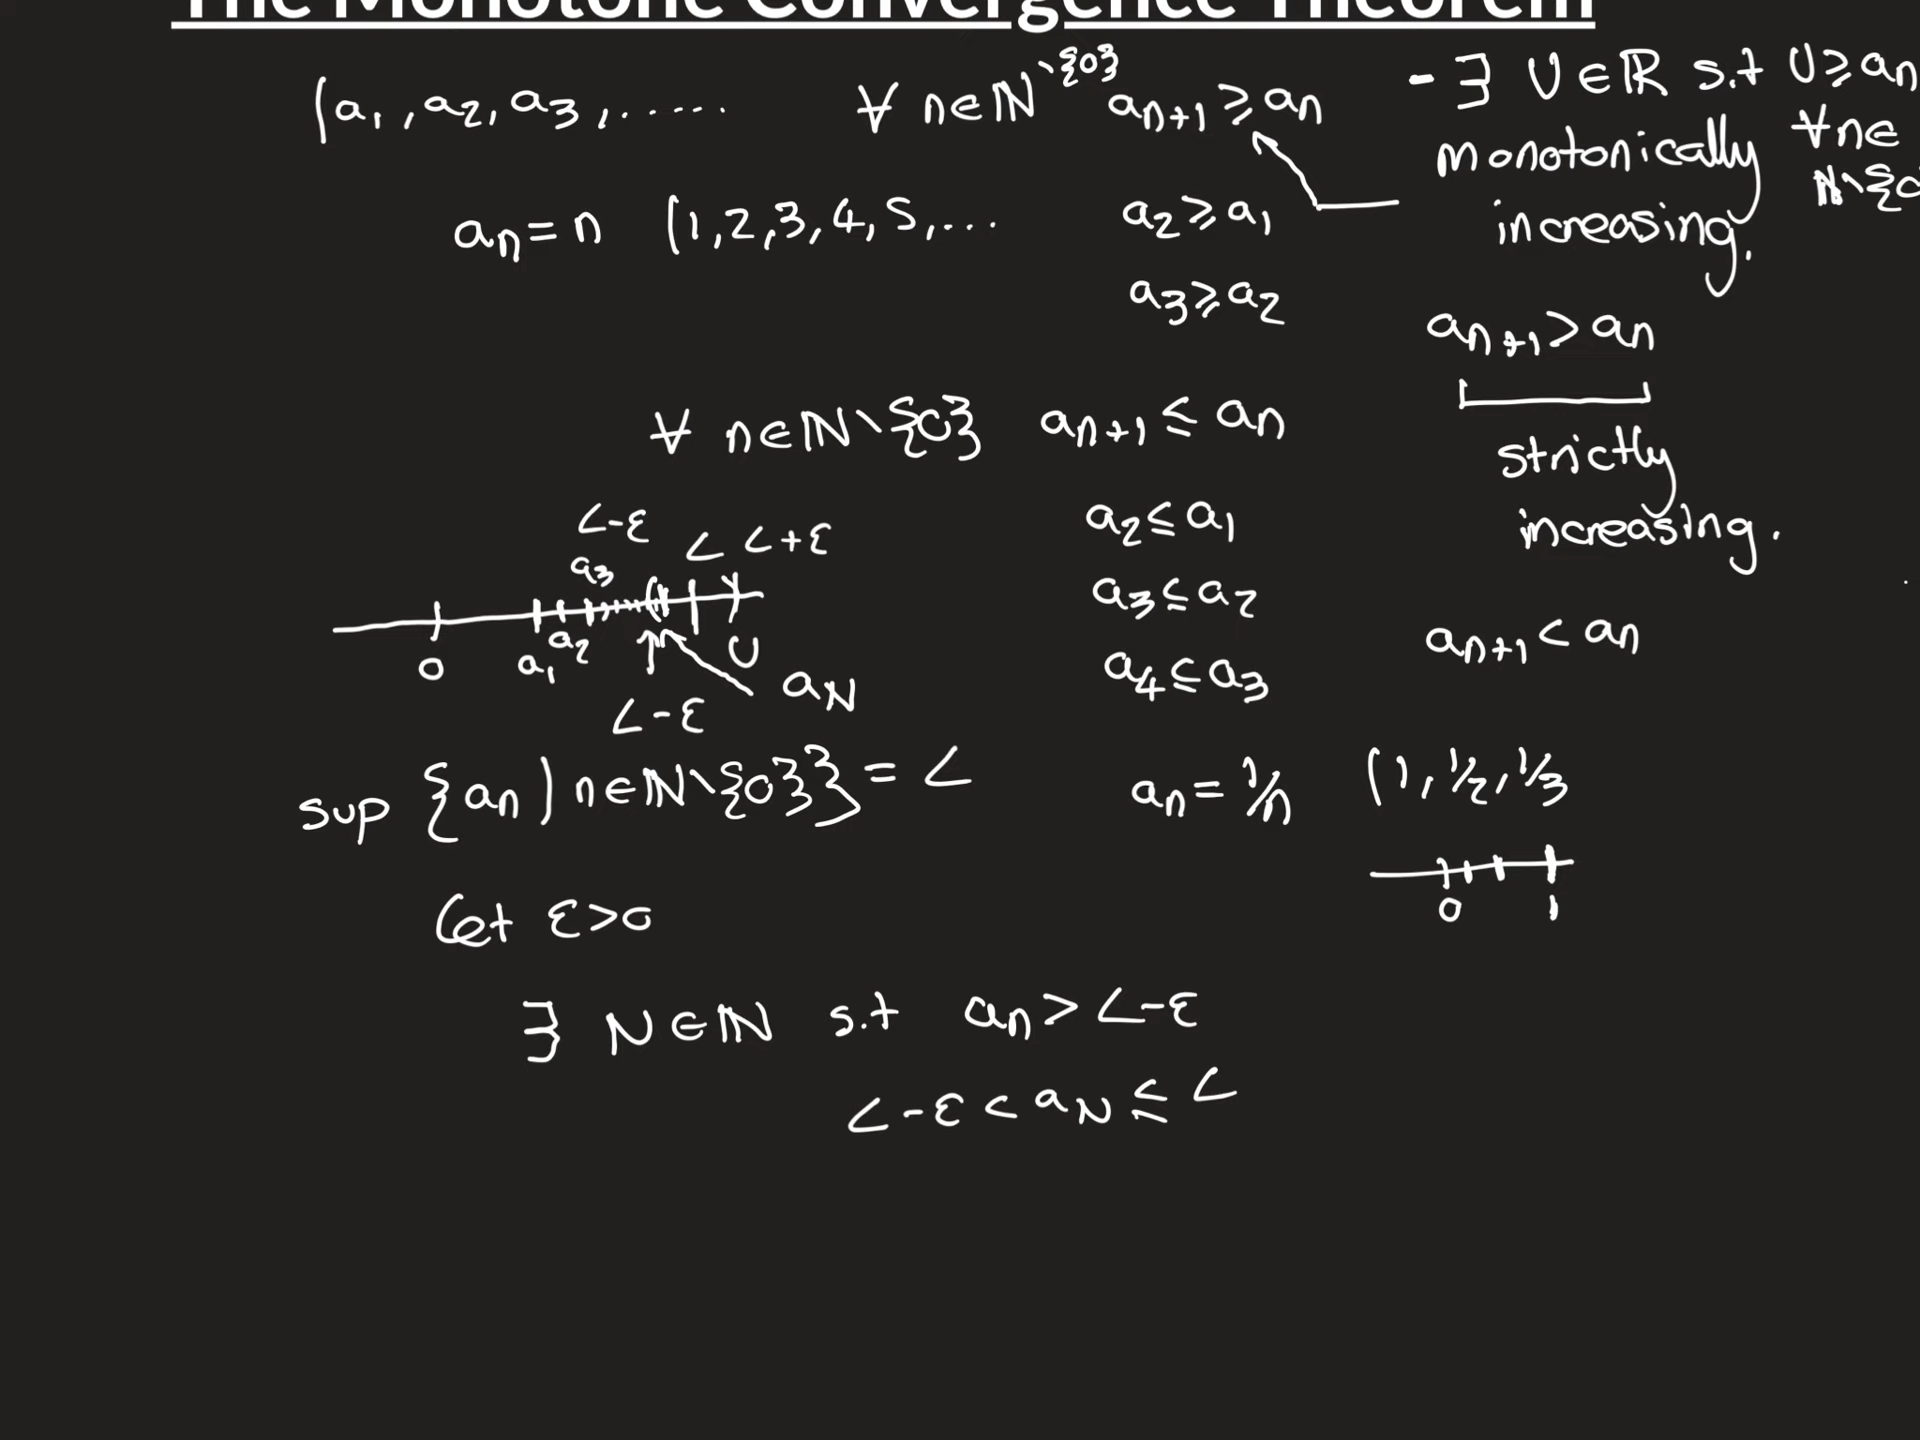 The Monotone Convergence Theorem
(a1, a2, a3, ..... ∀ n∈ℕ\{0} an+1 ≥ an - ∃ U∈ℝ s.t U≥an
∀n∈
monotonically
ℕ\{0
increasing.
an = n (1,2,3,4,5,... a2 ≥ a1
a3 ≥ a2
an+1 > an
strictly
increasing.
∀ n∈ℕ\{0} an+1 ≤ an
a2 ≤ a1
a3 ≤ a2
a4 ≤ a3
an+1 < an
L-ε L L+ε
a3
0 a1 a2 U
aN
L-ε
sup {an | n∈ℕ\{0}} = L
an = 1/n (1, 1/2, 1/3
0 1
Let ε>0
∃ N∈ℕ s.t an > L-ε
L-ε < aN ≤ L